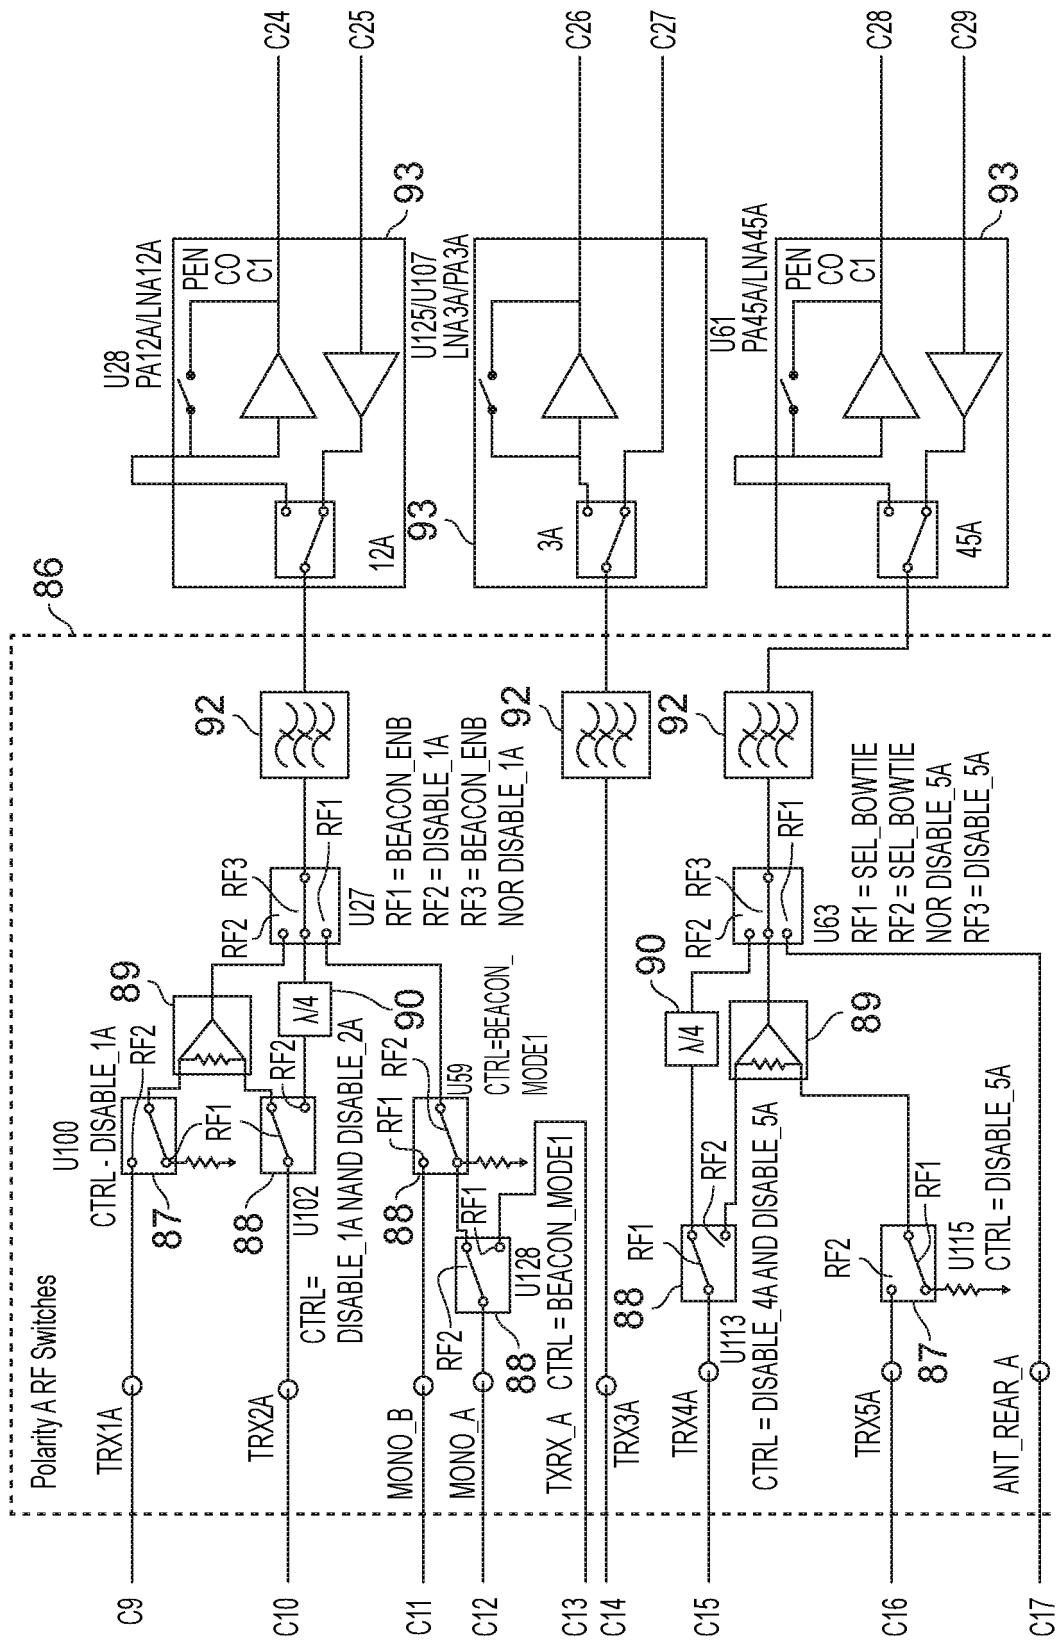 Polarity A RF Switches
86
C9
TRX1A
U100
CTRL - DISABLE_1A
RF2
RF1
87
89
C10
TRX2A
88
U102
CTRL =
DISABLE_1A NAND DISABLE_2A
RF2
λ/4
90
RF2
RF3
RF1
U27
RF1 = BEACON_ENB
RF2 = DISABLE_1A
RF3 = BEACON_ENB
NOR DISABLE_1A
92
12A
U28
PA12A/LNA12A
PEN
CO
C1
93
C24
C25
C11
MONO_B
88
RF1
RF2
U59
CTRL=BEACON_
MODE1
C12
MONO_A
88
RF2
RF1
U128
CTRL = BEACON_MODE1
C13
TXRX_A
C14
TRX3A
92
93
3A
U125/U107
LNA3A/PA3A
C26
C27
C15
TRX4A
88
RF1
RF2
U113
CTRL = DISABLE_4A AND DISABLE_5A
λ/4
90
89
RF2
RF3
RF1
U63
RF1 = SEL_BOWTIE
RF2 = SEL_BOWTIE
NOR DISABLE_5A
RF3 = DISABLE_5A
92
45A
U61
PA45A/LNA45A
PEN
CO
C1
93
C28
C29
C16
TRX5A
87
RF2
RF1
U115
CTRL = DISABLE_5A
C17
ANT_REAR_A